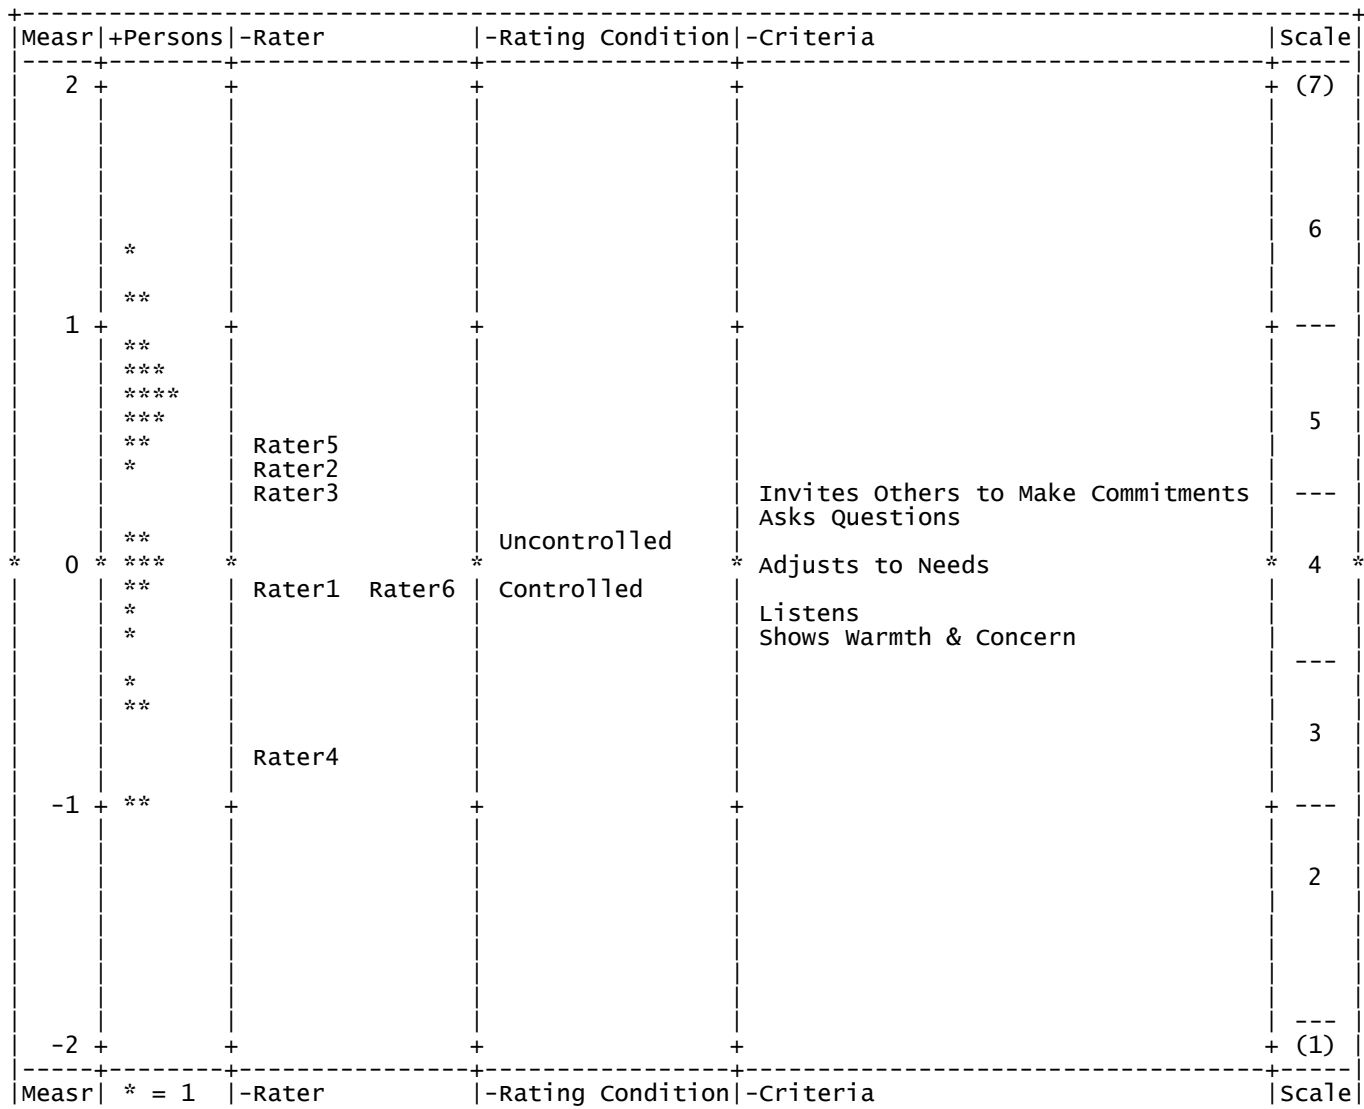 |Measr|+Persons|-Rater |-Rating Condition|-Criteria |Scale|
2 + + + + + (7)
6
*
**
1 + + + + + ---
**
***
****
*** 5
** Rater5
* Rater2
Rater3 Invites Others to Make Commitments ---
Asks Questions
** Uncontrolled
* 0 * *** * * * Adjusts to Needs * 4 *
** Rater1 Rater6 Controlled
* Listens
* Shows Warmth & Concern
---
*
**
3
Rater4
-1 + ** + + + + ---
2
---
-2 + + + + + (1)
|Measr| * = 1 |-Rater |-Rating Condition|-Criteria |Scale|